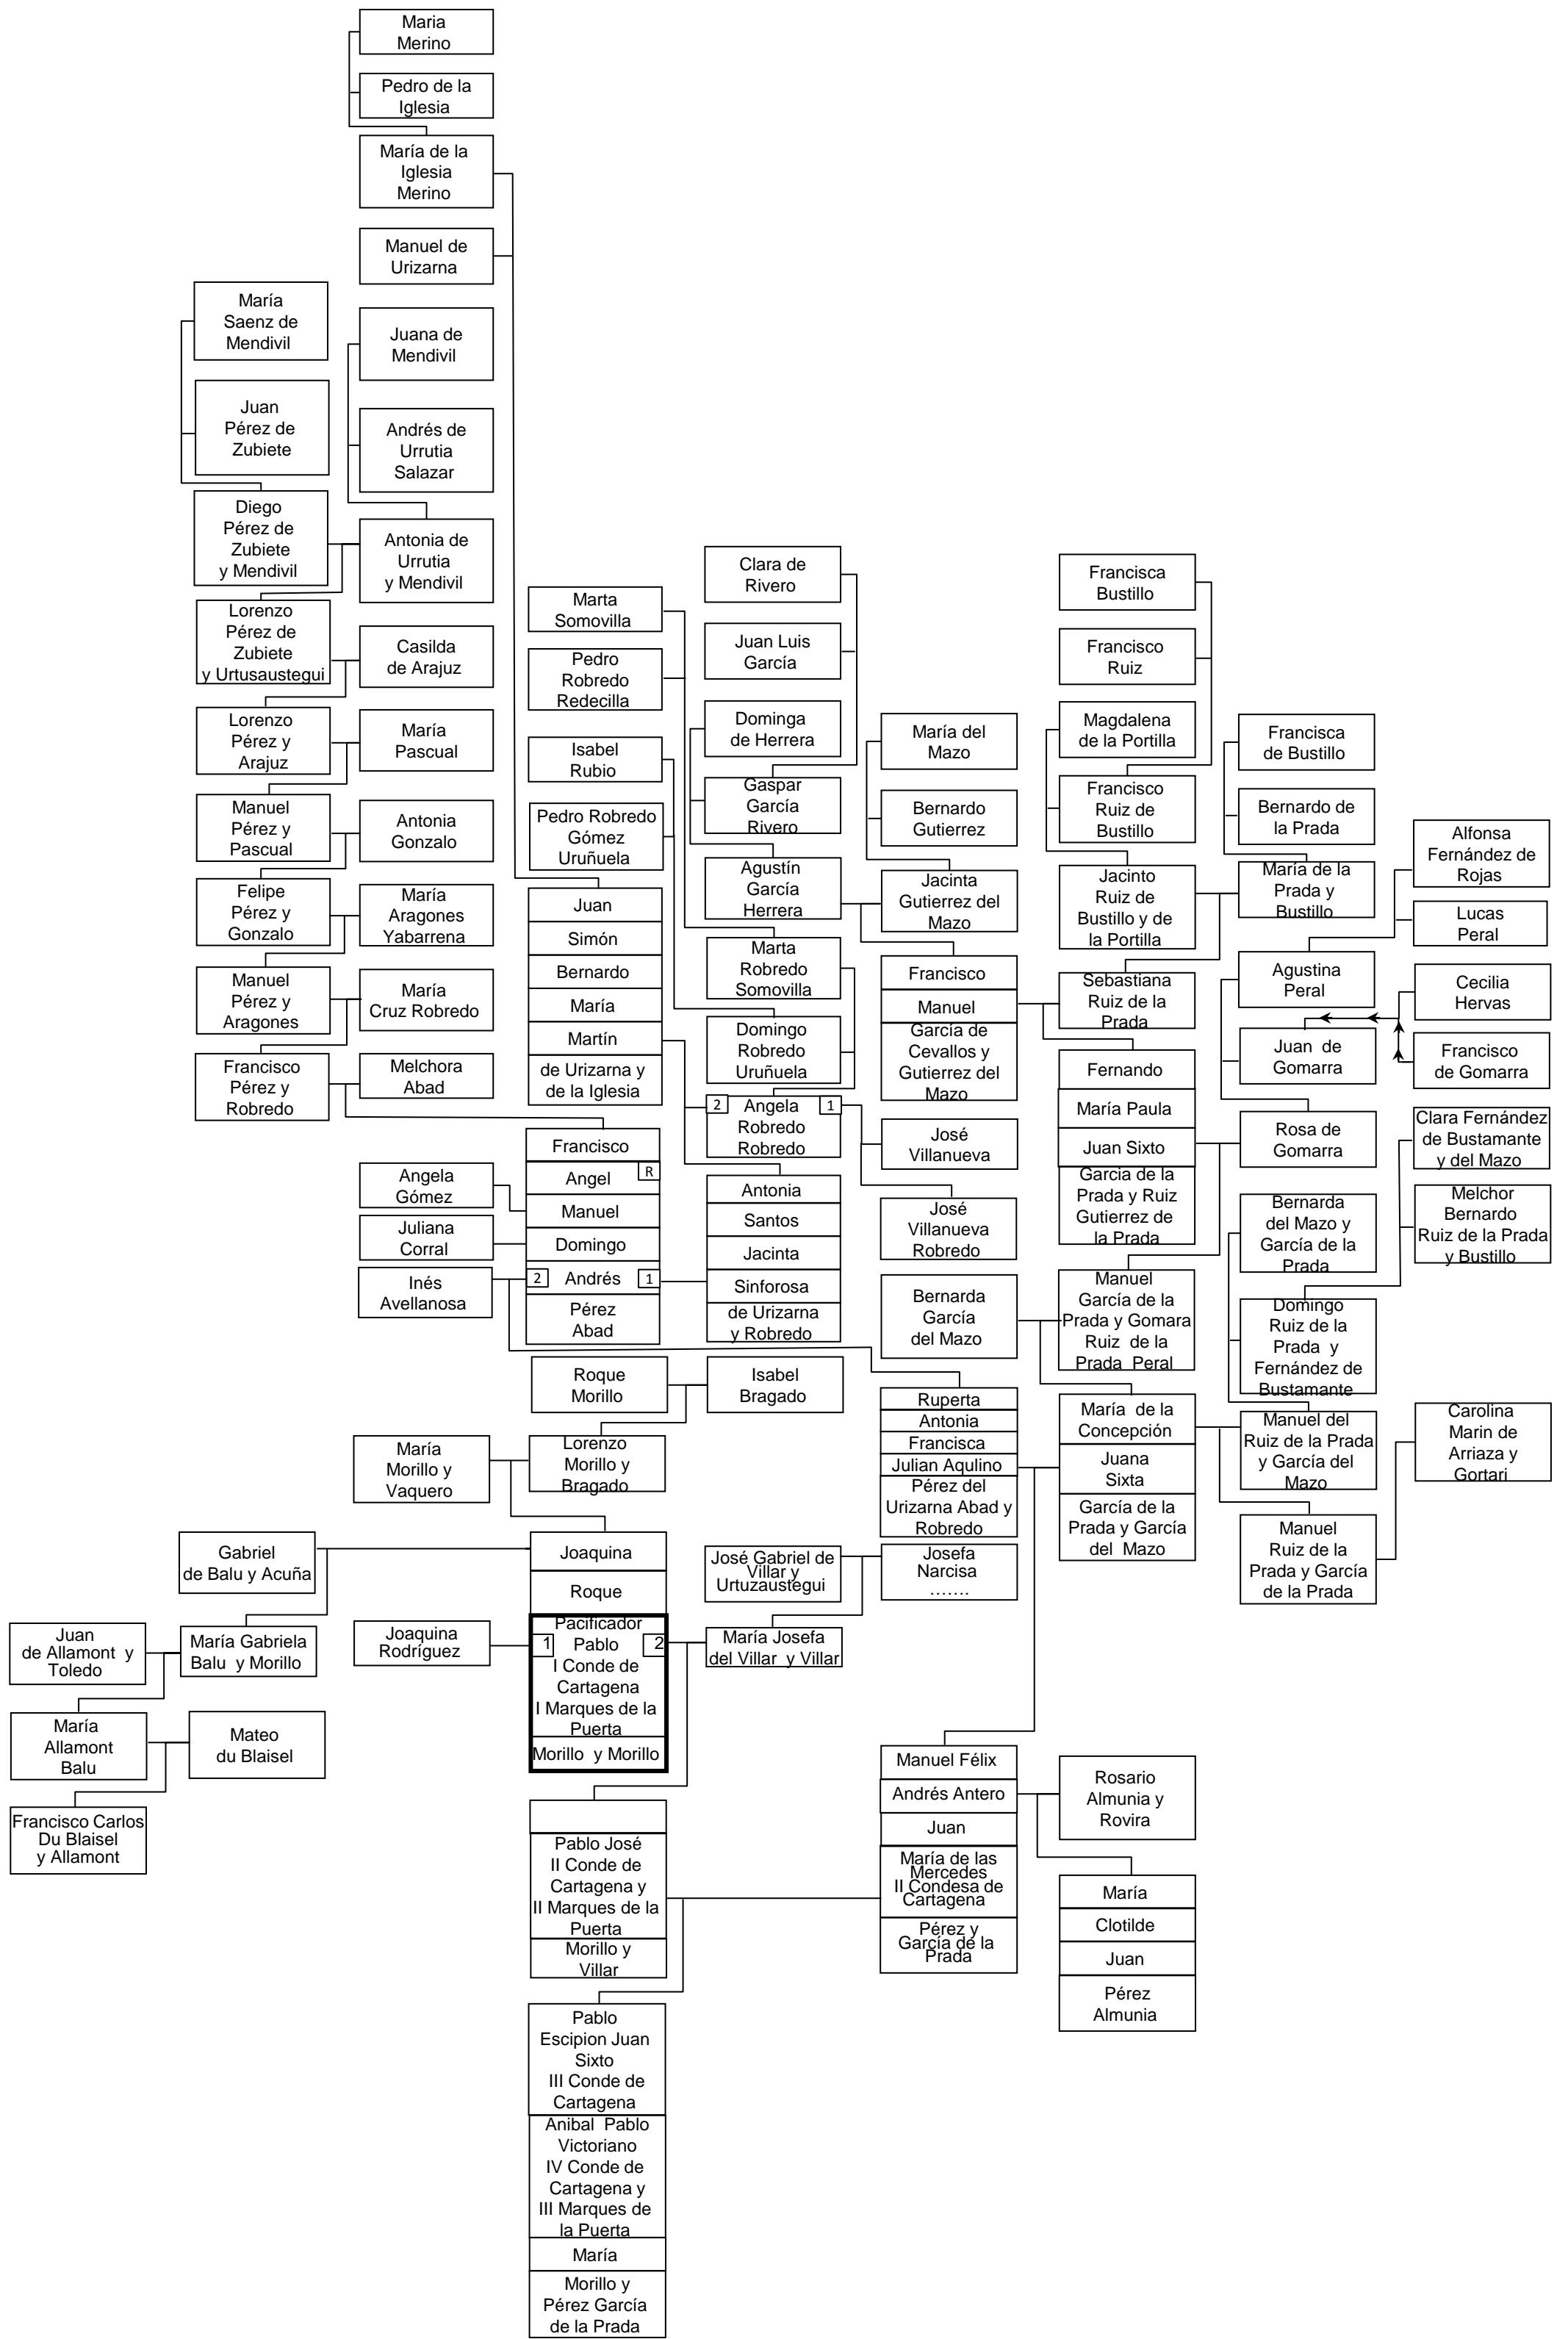 Maria
Merino
Pedro de la
Iglesia
María de la
Iglesia
Merino
Manuel de
Urizarna
María
Saenz de
Mendivil
Juana de
Mendivil
Juan
Pérez de
Zubiete
Andrés de
Urrutia
Salazar
Diego
Pérez de
Zubiete
y Mendivil
Antonia de
Urrutia
y Mendivil
Lorenzo
Pérez de
Zubiete
y Urtusaustegui
Casilda
de Arajuz
Lorenzo
Pérez y
Arajuz
María
Pascual
Manuel
Pérez y
Pascual
Antonia
Gonzalo
Felipe
Pérez y
Gonzalo
María
Aragones
Yabarrena
Manuel
Pérez y
Aragones
María
Cruz Robredo
Francisco
Pérez y
Robredo
Melchora
Abad
Marta
Somovilla
Pedro
Robredo
Redecilla
Isabel
Rubio
Pedro Robredo
Gómez
Uruñuela
Juan
Simón
Bernardo
María
Martín
de Urizarna y
de la Iglesia
Clara de
Rivero
Juan Luis
García
Dominga
de Herrera
Gaspar
García
Rivero
Agustín
García
Herrera
Marta
Robredo
Somovilla
Domingo
Robredo
Uruñuela
2
Angela
Robredo
Robredo
1
María del
Mazo
Bernardo
Gutierrez
Jacinta
Gutierrez del
Mazo
Francisco
Manuel
García de
Cevallos y
Gutierrez del
Mazo
José
Villanueva
José
Villanueva
Robredo
Francisca
Bustillo
Francisco
Ruiz
Magdalena
de la Portilla
Francisco
Ruiz de
Bustillo
Jacinto
Ruiz de
Bustillo y de
la Portilla
Sebastiana
Ruiz de la
Prada
Francisca
de Bustillo
Bernardo de
la Prada
María de la
Prada y
Bustillo
Alfonsa
Fernández de
Rojas
Lucas
Peral
Agustina
Peral
Cecilia
Hervas
Juan de
Gomarra
Francisco
de Gomarra
Fernando
María Paula
Juan Sixto
Garcia de la
Prada y Ruiz
Gutierrez de
la Prada
Rosa de
Gomarra
Clara Fernández
de Bustamante
y del Mazo
Melchor
Bernardo
Ruiz de la Prada
y Bustillo
Bernarda
del Mazo y
García de la
Prada
Domingo
Ruiz de la
Prada y
Fernández de
Bustamante
Francisco
Angel
R
Manuel
Domingo
2
Andrés
1
Pérez
Abad
Angela
Gómez
Juliana
Corral
Inés
Avellanosa
Antonia
Santos
Jacinta
Sinforosa
de Urizarna
y Robredo
Bernarda
García
del Mazo
Manuel
García de la
Prada y Gomara
Ruiz de la
Prada Peral
Roque
Morillo
Isabel
Bragado
Ruperta
Antonia
Francisca
Julian Aqulino
Pérez del
Urizarna Abad y
Robredo
María de la
Concepción
Juana
Sixta
García de la
Prada y García
del Mazo
Manuel del
Ruiz de la Prada
y García del
Mazo
Carolina
Marin de
Arriaza y
Gortari
Manuel
Ruiz de la
Prada y García
de la Prada
María
Morillo y
Vaquero
Lorenzo
Morillo y
Bragado
Gabriel
de Balu y Acuña
Joaquina
Roque
Pacificador
1
Pablo
2
I Conde de
Cartagena
I Marques de la
Puerta
Morillo y Morillo
José Gabriel de
Villar y
Urtuzaustegui
Josefa
Narcisa
…….
Juan
de Allamont y
Toledo
María Gabriela
Balu y Morillo
Joaquina
Rodríguez
María Josefa
del Villar y Villar
María
Allamont
Balu
Mateo
du Blaisel
Francisco Carlos
Du Blaisel
y Allamont
Pablo José
II Conde de
Cartagena y
II Marques de la
Puerta
Morillo y
Villar
Manuel Félix
Andrés Antero
Juan
María de las
Mercedes
II Condesa de
Cartagena
Pérez y
García de la
Prada
Rosario
Almunia y
Rovira
María
Clotilde
Juan
Pérez
Almunia
Pablo
Escipion Juan
Sixto
III Conde de
Cartagena
Anibal Pablo
Victoriano
IV Conde de
Cartagena y
III Marques de
la Puerta
María
Morillo y
Pérez García
de la Prada